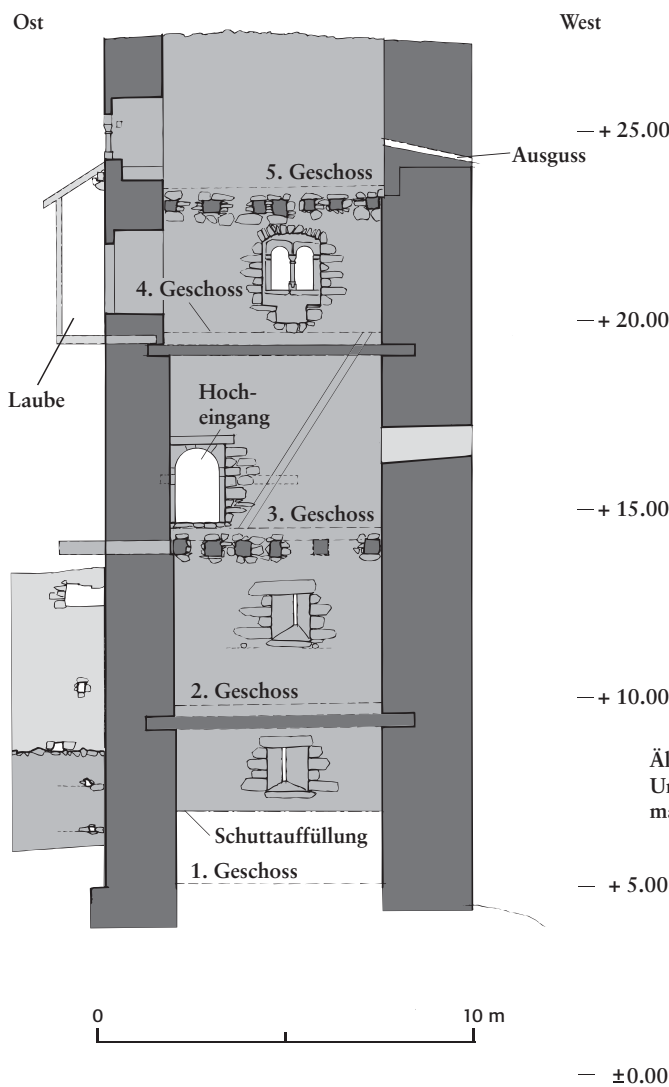 Ost
West
+ 25.00
Ausguss
5. Geschoss
4. Geschoss
+ 20.00
Laube
Hoch-
eingang
+ 15.00
3. Geschoss
2. Geschoss
+ 10.00
Schuttauffüllung
1. Geschoss
+ 5.00
0
10 m
±0.00